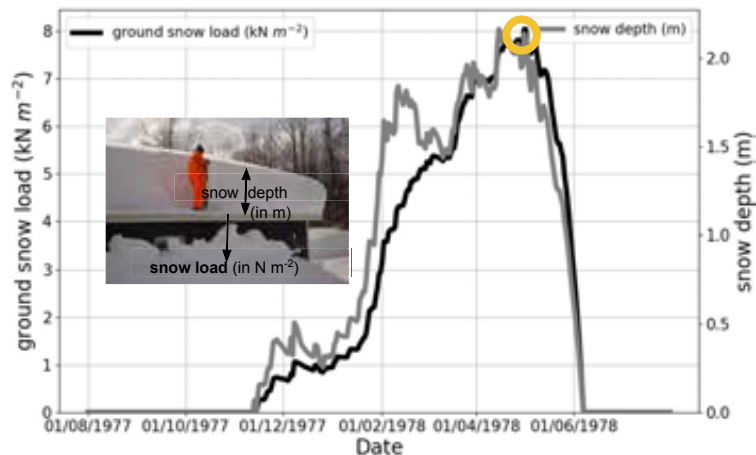 ground snow load (kN m⁻²)
snow depth (m)
ground snow load (kN m⁻²)
8
7
6
5
4
3
2
1
0
snow depth
(in m)
snow load (in N m⁻²)
2.0
1.5
1.0
0.5
0.0
snow depth (m)
01/08/1977 01/10/1977 01/12/1977 01/02/1978 01/04/1978 01/06/1978
Date